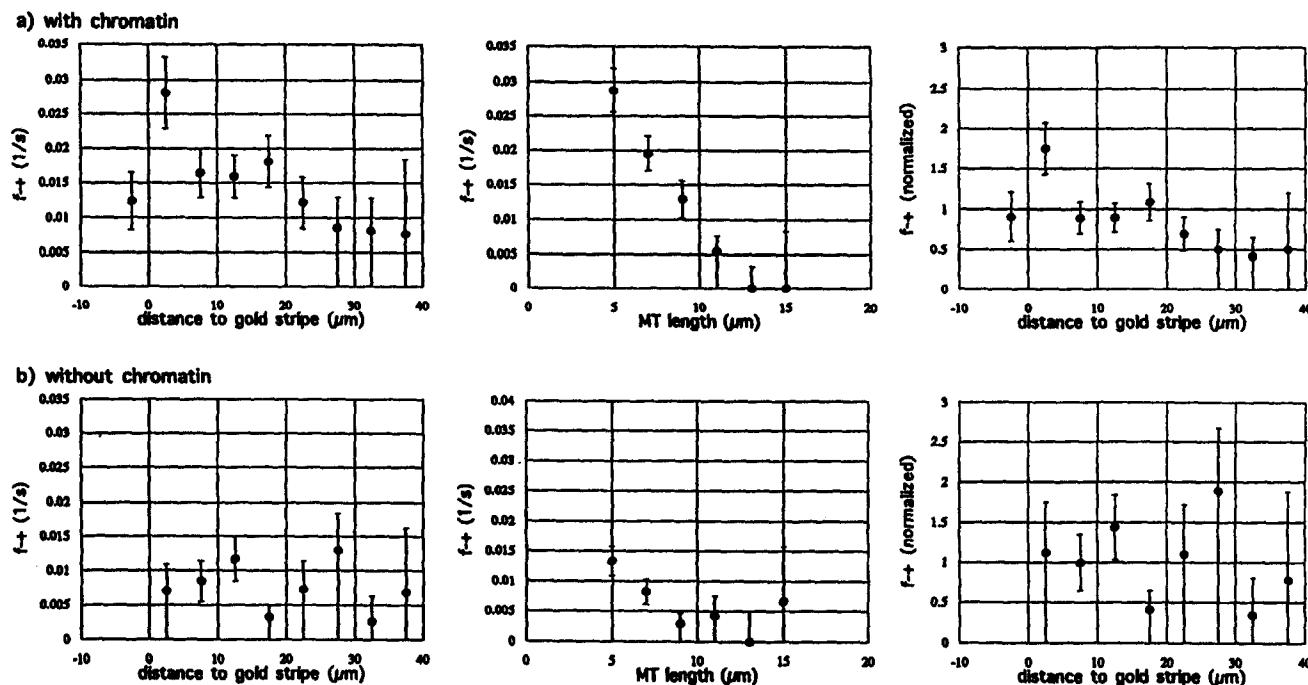 a) with chromatin
0.035
0.03
0.025
0.02
0.015
0.01
0.005
0
f-+ (1/s)
-10 0 10 20 30 40
distance to gold stripe (μm)
0.035
0.03
0.025
0.02
0.015
0.01
0.005
0
f-+ (1/s)
0 5 10 15 20
MT length (μm)
3
2.5
2
1.5
1
0.5
0
f-+ (normalized)
-10 0 10 20 30 40
distance to gold stripe (μm)
b) without chromatin
0.035
0.03
0.025
0.02
0.015
0.01
0.005
0
f-+ (1/s)
-10 0 10 20 30 40
distance to gold stripe (μm)
0.04
0.035
0.03
0.025
0.02
0.015
0.01
0.005
0
f-+ (1/s)
0 5 10 15 20
MT length (μm)
3
2.5
2
1.5
1
0.5
0
f-+ (normalized)
-10 0 10 20 30 40
distance to gold stripe (μm)